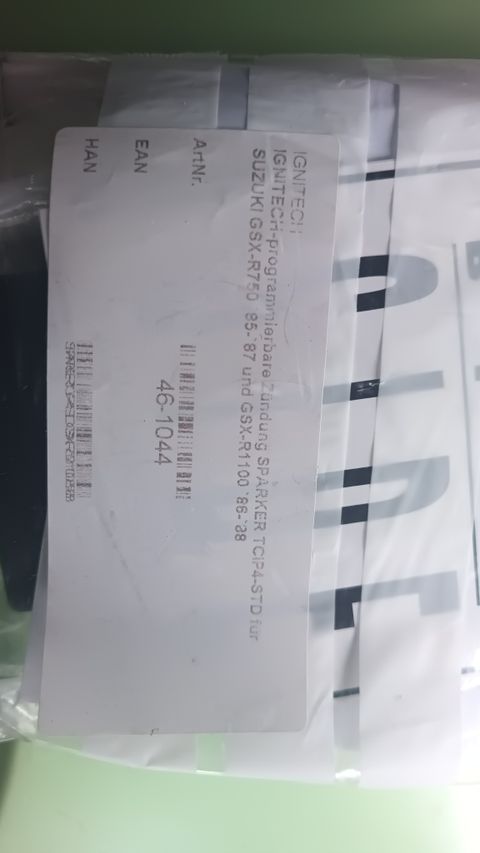 IGNITECH
IGNITECH-programmierbare Zündung SPARKER TCIP4-STD für
SUZUKI GSX-R750 `85-`87 und GSX-R1100 `86-`88
ArtNr.
46-1044
EAN
HAN